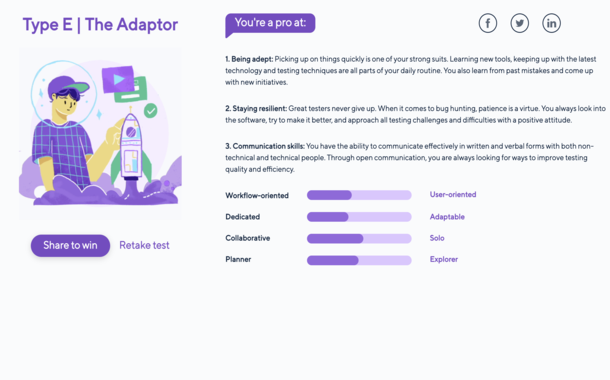 Type E | The Adaptor
Share to win
Retake test
You're a pro at:
1. Being adept: Picking up on things quickly is one of your strong suits. Learning new tools, keeping up with the latest
technology and testing techniques are all parts of your daily routine. You also learn from past mistakes and come up
with new initiatives.
2. Staying resilient: Great testers never give up. When it comes to bug hunting, patience is a virtue. You always look into
the software, try to make it better, and approach all testing challenges and difficulties with a positive attitude.
3. Communication skills: You have the ability to communicate effectively in written and verbal forms with both non-
technical and technical people. Through open communication, you are always looking for ways to improve testing
quality and efficiency.
Workflow-oriented User-oriented
Dedicated Adaptable
Collaborative Solo
Planner Explorer